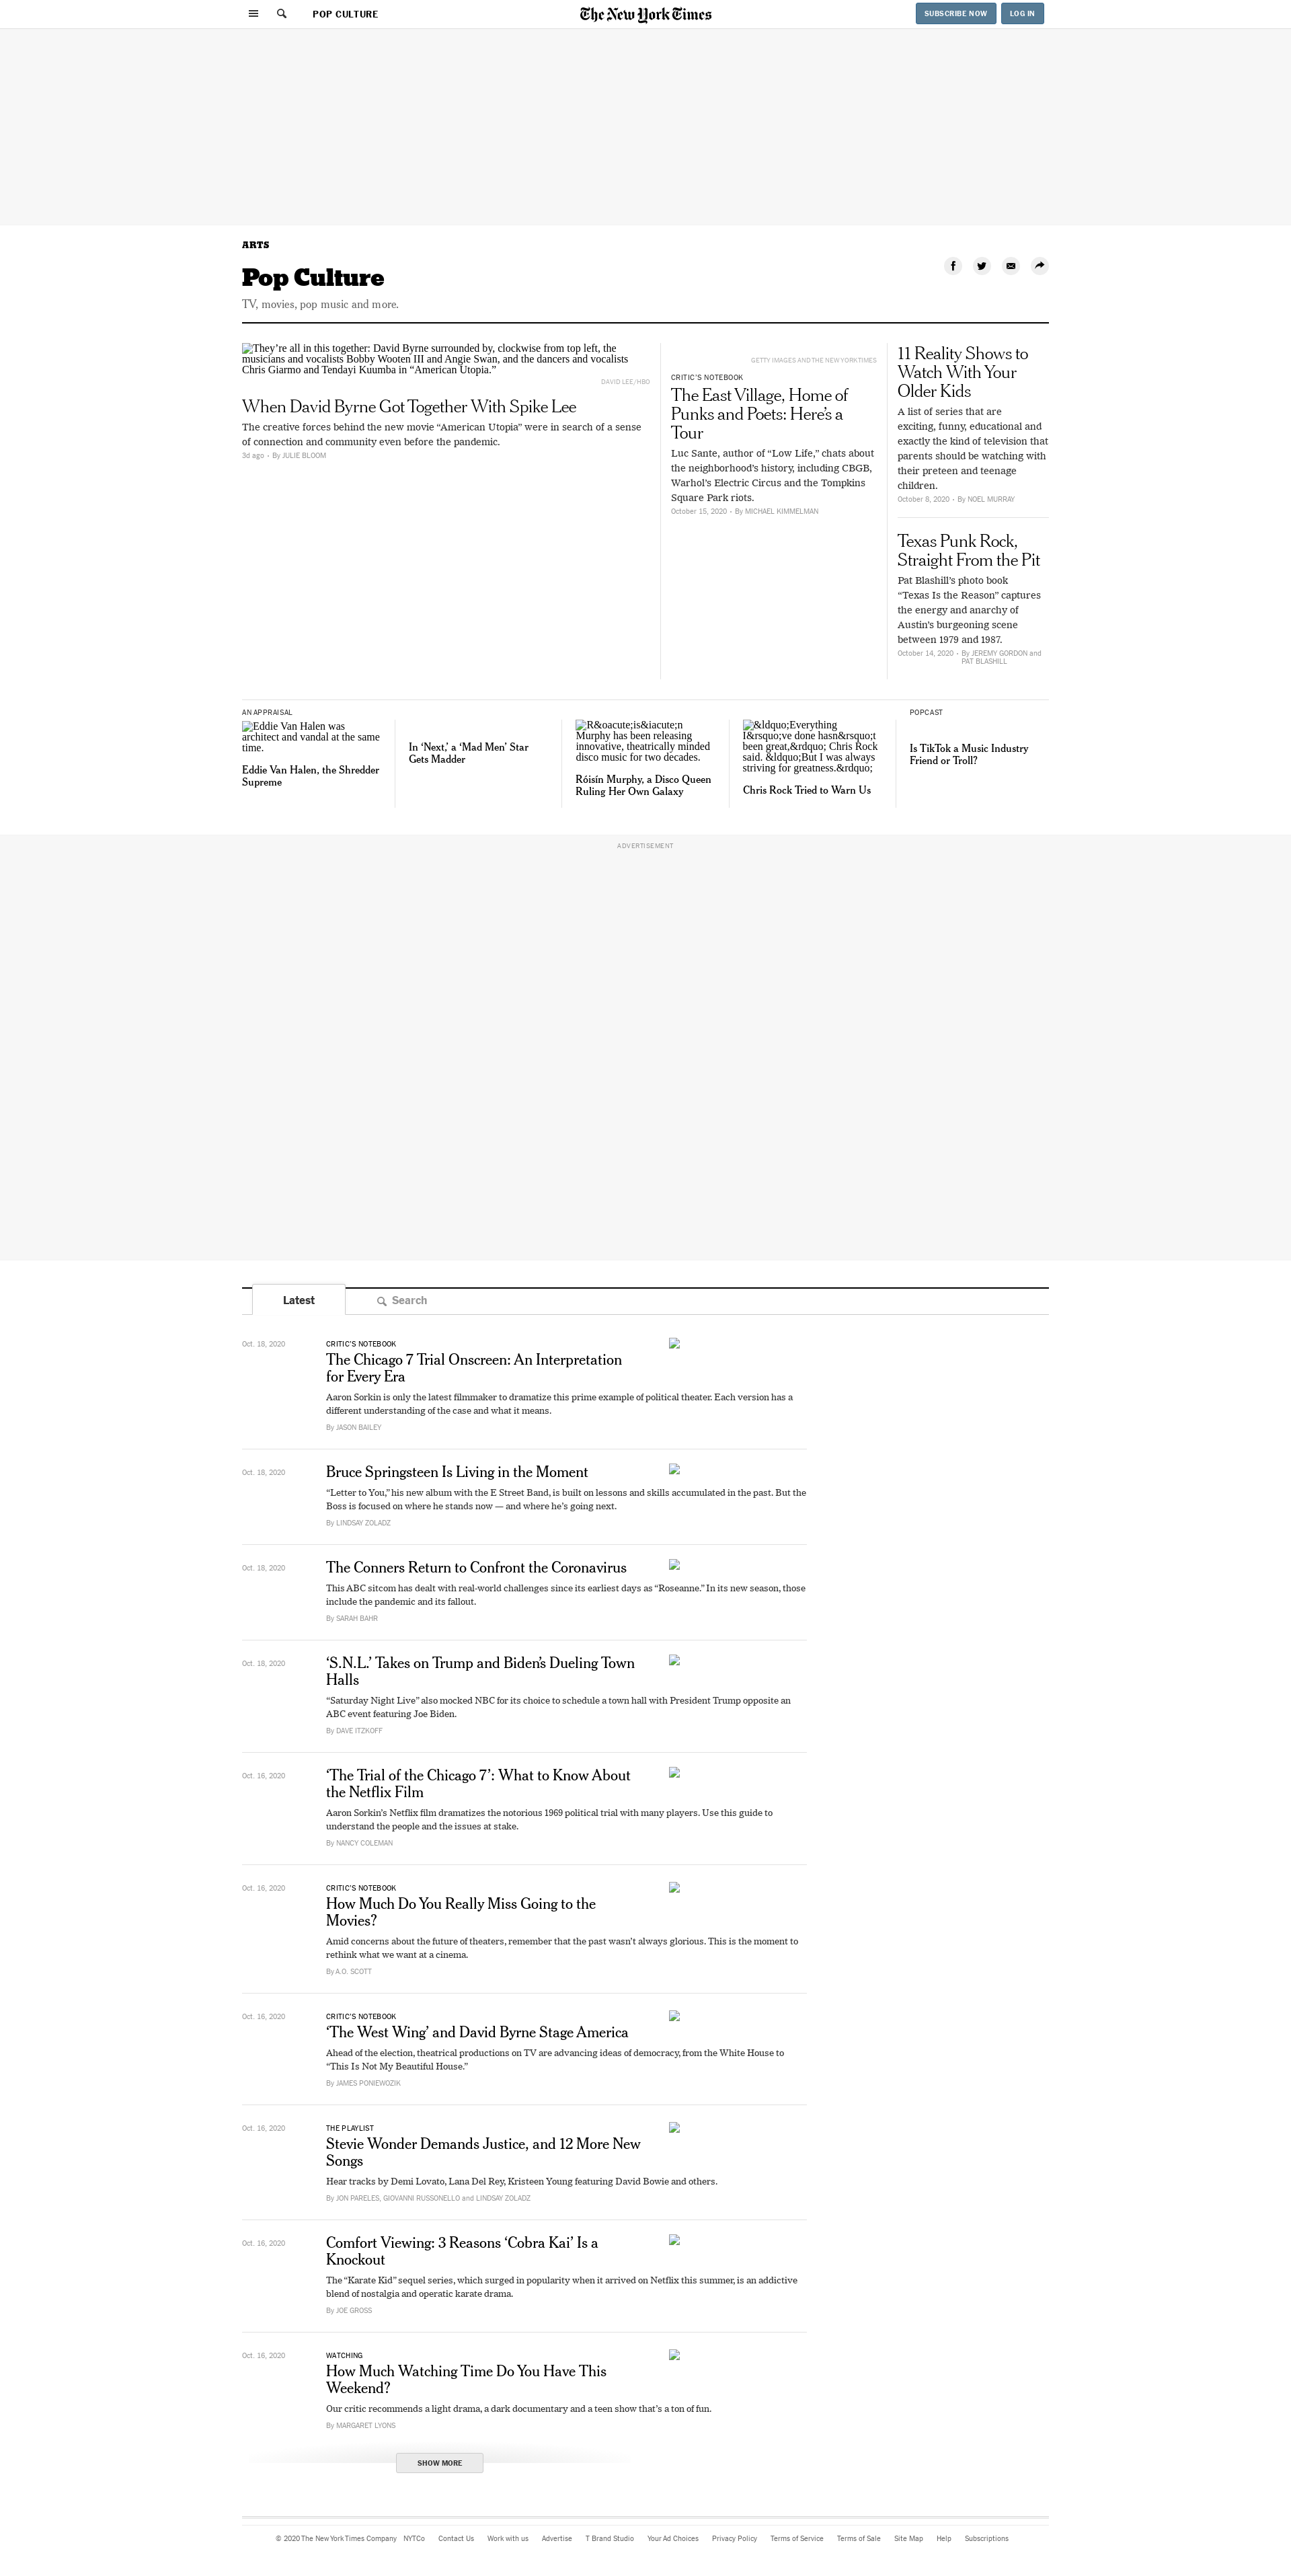 POP CULTURE
The New York Times
SUBSCRIBE NOW
LOG IN
ARTS
Pop Culture
TV, movies, pop music and more.
They’re all in this together: David Byrne surrounded by, clockwise from top left, the
musicians and vocalists Bobby Wooten III and Angie Swan, and the dancers and vocalists
Chris Giarmo and Tendayi Kuumba in “American Utopia.”
DAVID LEE/HBO
When David Byrne Got Together With Spike Lee
The creative forces behind the new movie “American Utopia” were in search of a sense
of connection and community even before the pandemic.
3d ago • By JULIE BLOOM
GETTY IMAGES AND THE NEW YORK TIMES
CRITIC’S NOTEBOOK
The East Village, Home of
Punks and Poets: Here’s a
Tour
Luc Sante, author of “Low Life,” chats about
the neighborhood’s history, including CBGB,
Warhol’s Electric Circus and the Tompkins
Square Park riots.
October 15, 2020 • By MICHAEL KIMMELMAN
11 Reality Shows to
Watch With Your
Older Kids
A list of series that are
exciting, funny, educational and
exactly the kind of television that
parents should be watching with
their preteen and teenage
children.
October 8, 2020 • By NOEL MURRAY
Texas Punk Rock,
Straight From the Pit
Pat Blashill’s photo book
“Texas Is the Reason” captures
the energy and anarchy of
Austin’s burgeoning scene
between 1979 and 1987.
October 14, 2020 • By JEREMY GORDON and
PAT BLASHILL
AN APPRAISAL
Eddie Van Halen was
architect and vandal at the same
time.
Eddie Van Halen, the Shredder
Supreme
In ‘Next,’ a ‘Mad Men’ Star
Gets Madder
R&oacute;is&iacute;n
Murphy has been releasing
innovative, theatrically minded
disco music for two decades.
Róisín Murphy, a Disco Queen
Ruling Her Own Galaxy
&ldquo;Everything
I&rsquo;ve done hasn&rsquo;t
been great,&rdquo; Chris Rock
said. &ldquo;But I was always
striving for greatness.&rdquo;
Chris Rock Tried to Warn Us
POPCAST
Is TikTok a Music Industry
Friend or Troll?
ADVERTISEMENT
Latest
Search
Oct. 18, 2020
CRITIC’S NOTEBOOK
The Chicago 7 Trial Onscreen: An Interpretation
for Every Era
Aaron Sorkin is only the latest filmmaker to dramatize this prime example of political theater. Each version has a
different understanding of the case and what it means.
By JASON BAILEY
Oct. 18, 2020
Bruce Springsteen Is Living in the Moment
“Letter to You,” his new album with the E Street Band, is built on lessons and skills accumulated in the past. But the
Boss is focused on where he stands now — and where he’s going next.
By LINDSAY ZOLADZ
Oct. 18, 2020
The Conners Return to Confront the Coronavirus
This ABC sitcom has dealt with real-world challenges since its earliest days as “Roseanne.” In its new season, those
include the pandemic and its fallout.
By SARAH BAHR
Oct. 18, 2020
‘S.N.L.’ Takes on Trump and Biden’s Dueling Town
Halls
“Saturday Night Live” also mocked NBC for its choice to schedule a town hall with President Trump opposite an
ABC event featuring Joe Biden.
By DAVE ITZKOFF
Oct. 16, 2020
‘The Trial of the Chicago 7’: What to Know About
the Netflix Film
Aaron Sorkin’s Netflix film dramatizes the notorious 1969 political trial with many players. Use this guide to
understand the people and the issues at stake.
By NANCY COLEMAN
Oct. 16, 2020
CRITIC’S NOTEBOOK
How Much Do You Really Miss Going to the
Movies?
Amid concerns about the future of theaters, remember that the past wasn’t always glorious. This is the moment to
rethink what we want at a cinema.
By A.O. SCOTT
Oct. 16, 2020
CRITIC’S NOTEBOOK
‘The West Wing’ and David Byrne Stage America
Ahead of the election, theatrical productions on TV are advancing ideas of democracy, from the White House to
“This Is Not My Beautiful House.”
By JAMES PONIEWOZIK
Oct. 16, 2020
THE PLAYLIST
Stevie Wonder Demands Justice, and 12 More New
Songs
Hear tracks by Demi Lovato, Lana Del Rey, Kristeen Young featuring David Bowie and others.
By JON PARELES, GIOVANNI RUSSONELLO and LINDSAY ZOLADZ
Oct. 16, 2020
Comfort Viewing: 3 Reasons ‘Cobra Kai’ Is a
Knockout
The “Karate Kid” sequel series, which surged in popularity when it arrived on Netflix this summer, is an addictive
blend of nostalgia and operatic karate drama.
By JOE GROSS
Oct. 16, 2020
WATCHING
How Much Watching Time Do You Have This
Weekend?
Our critic recommends a light drama, a dark documentary and a teen show that’s a ton of fun.
By MARGARET LYONS
SHOW MORE
© 2020 The New York Times Company NYTCo Contact Us Work with us Advertise T Brand Studio Your Ad Choices Privacy Policy Terms of Service Terms of Sale Site Map Help Subscriptions